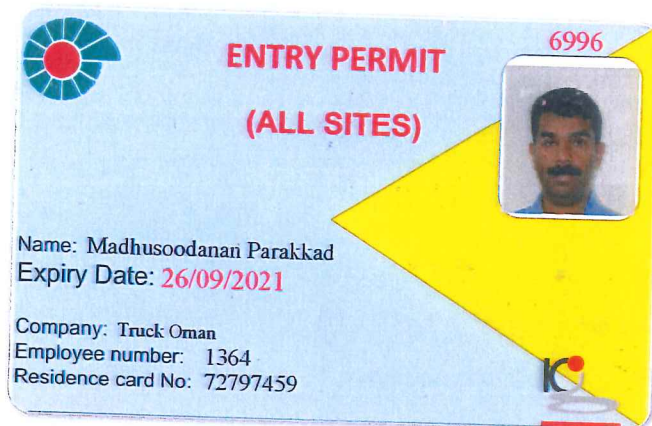 6996
ENTRY PERMIT
(ALL SITES)
Name: Madhusoodanan Parakkad
Expiry Date: 26/09/2021
Company: Truck Oman
Employee number: 1364
Residence card No: 72797459